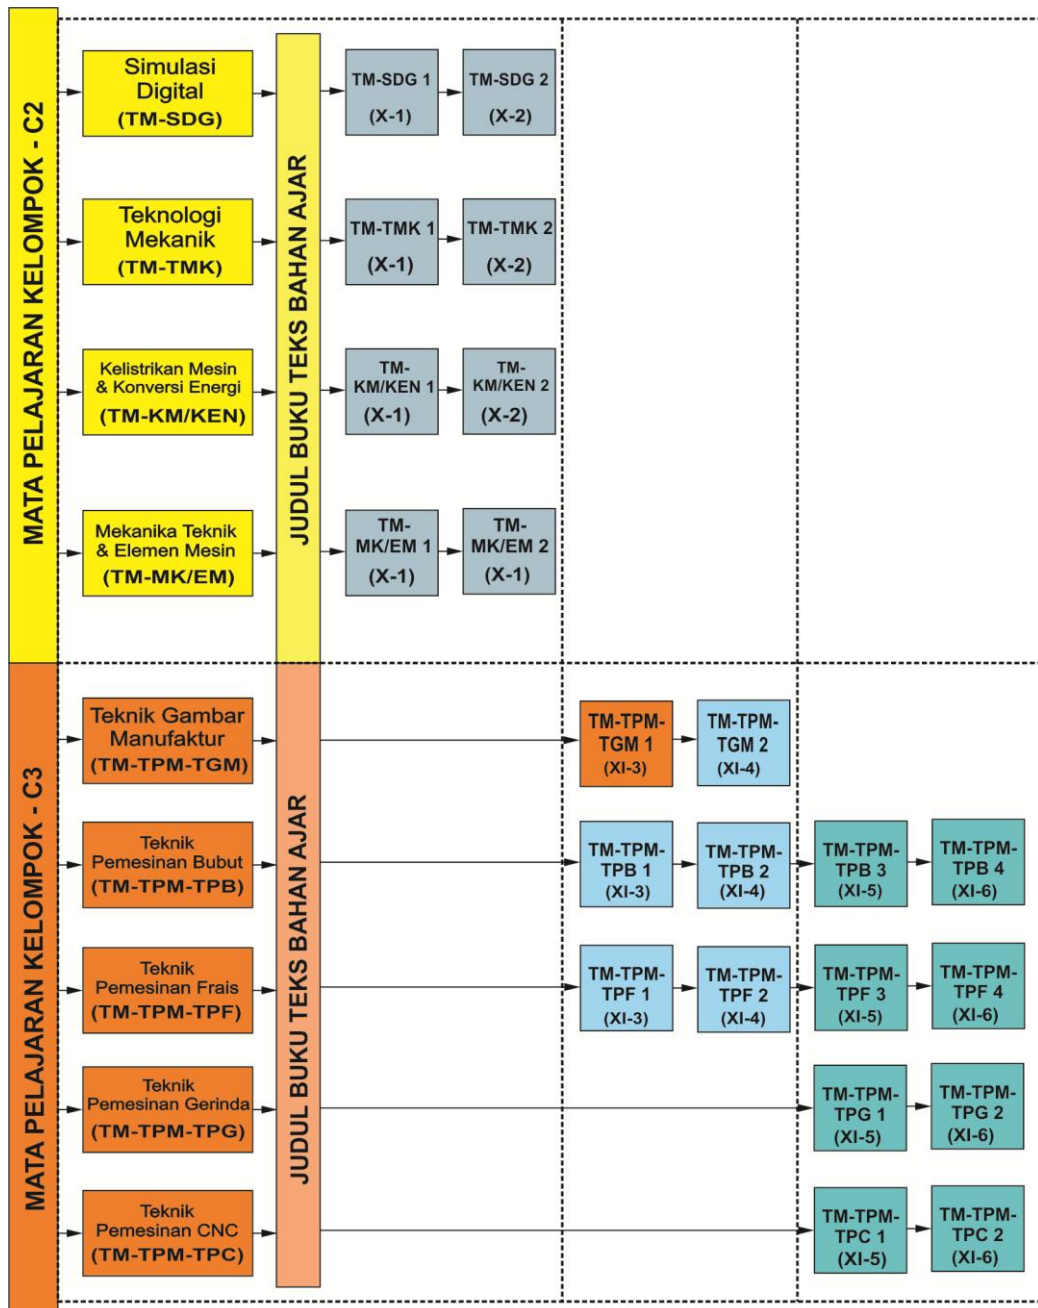 MATA PELAJARAN KELOMPOK - C2
JUDUL BUKU TEKS BAHAN AJAR
Simulasi
Digital
(TM-SDG)
TM-SDG 1
(X-1)
TM-SDG 2
(X-2)
Teknologi
Mekanik
(TM-TMK)
TM-TMK 1
(X-1)
TM-TMK 2
(X-2)
Kelistrikan Mesin
& Konversi Energi
(TM-KM/KEN)
TM-
KM/KEN 1
(X-1)
TM-
KM/KEN 2
(X-2)
Mekanika Teknik
& Elemen Mesin
(TM-MK/EM)
TM-
MK/EM 1
(X-1)
TM-
MK/EM 2
(X-1)
MATA PELAJARAN KELOMPOK - C3
JUDUL BUKU TEKS BAHAN AJAR
Teknik Gambar
Manufaktur
(TM-TPM-TGM)
TM-TPM-
TGM 1
(XI-3)
TM-TPM-
TGM 2
(XI-4)
Teknik
Pemesinan Bubut
(TM-TPM-TPB)
TM-TPM-
TPB 1
(XI-3)
TM-TPM-
TPB 2
(XI-4)
TM-TPM-
TPB 3
(XI-5)
TM-TPM-
TPB 4
(XI-6)
Teknik
Pemesinan Frais
(TM-TPM-TPF)
TM-TPM-
TPF 1
(XI-3)
TM-TPM-
TPF 2
(XI-4)
TM-TPM-
TPF 3
(XI-5)
TM-TPM-
TPF 4
(XI-6)
Teknik
Pemesinan Gerinda
(TM-TPM-TPG)
TM-TPM-
TPG 1
(XI-5)
TM-TPM-
TPG 2
(XI-6)
Teknik
Pemesinan CNC
(TM-TPM-TPC)
TM-TPM-
TPC 1
(XI-5)
TM-TPM-
TPC 2
(XI-6)